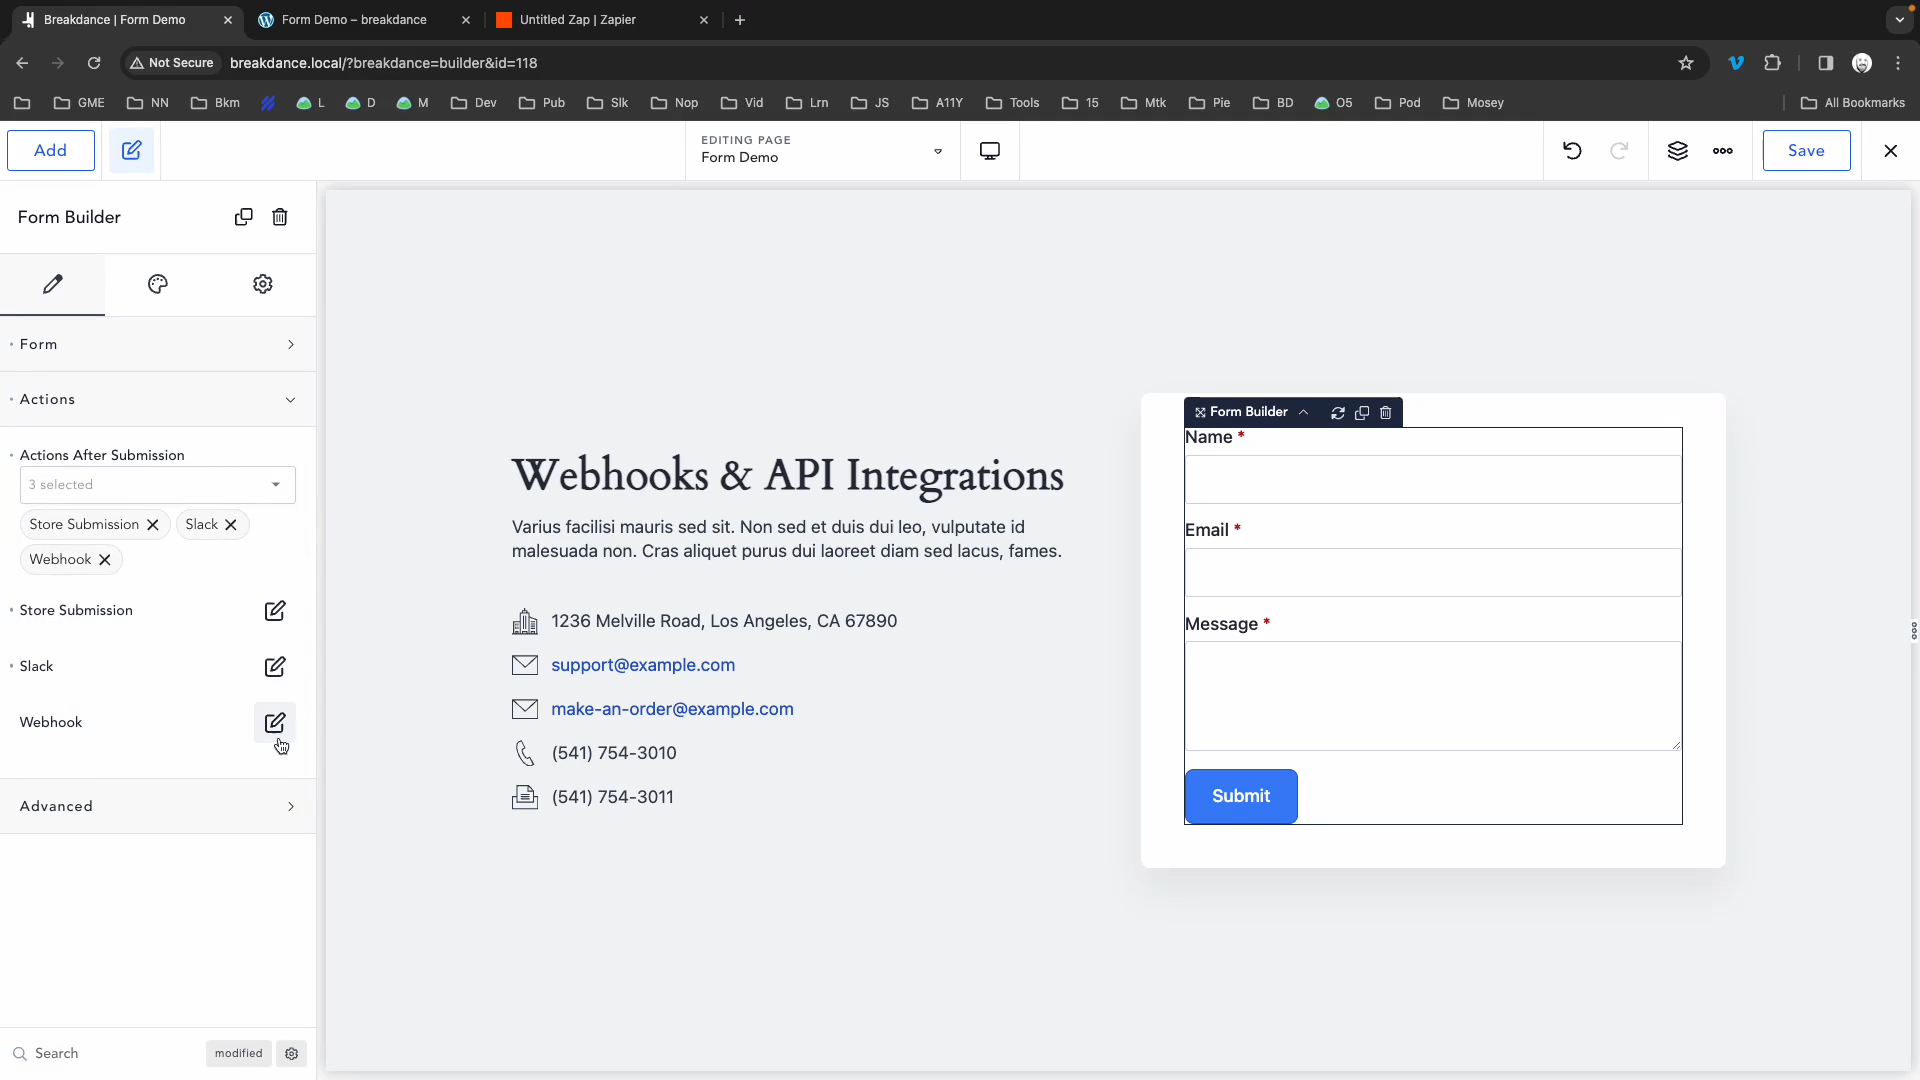 Breakdance | Form Demo
Form Demo – breakdance
Untitled Zap | Zapier
Not Secure
breakdance.local/?breakdance=builder&id=118
GME
NN
Bkm
L
D
M
Dev
Pub
Slk
Nop
Vid
Lrn
JS
A11Y
Tools
15
Mtk
Pie
BD
O5
Pod
Mosey
All Bookmarks
Add
EDITING PAGE
Form Demo
Save
Form Builder
Form
Actions
Actions After Submission
3 selected
Store Submission
Slack
Webhook
Store Submission
Slack
Webhook
Advanced
Search
modified
Webhooks & API Integrations
Varius facilisi mauris sed sit. Non sed et duis dui leo, vulputate id
malesuada non. Cras aliquet purus dui laoreet diam sed lacus, fames.
1236 Melville Road, Los Angeles, CA 67890
support@example.com
make-an-order@example.com
(541) 754-3010
(541) 754-3011
Form Builder
Name *
Email *
Message *
Submit